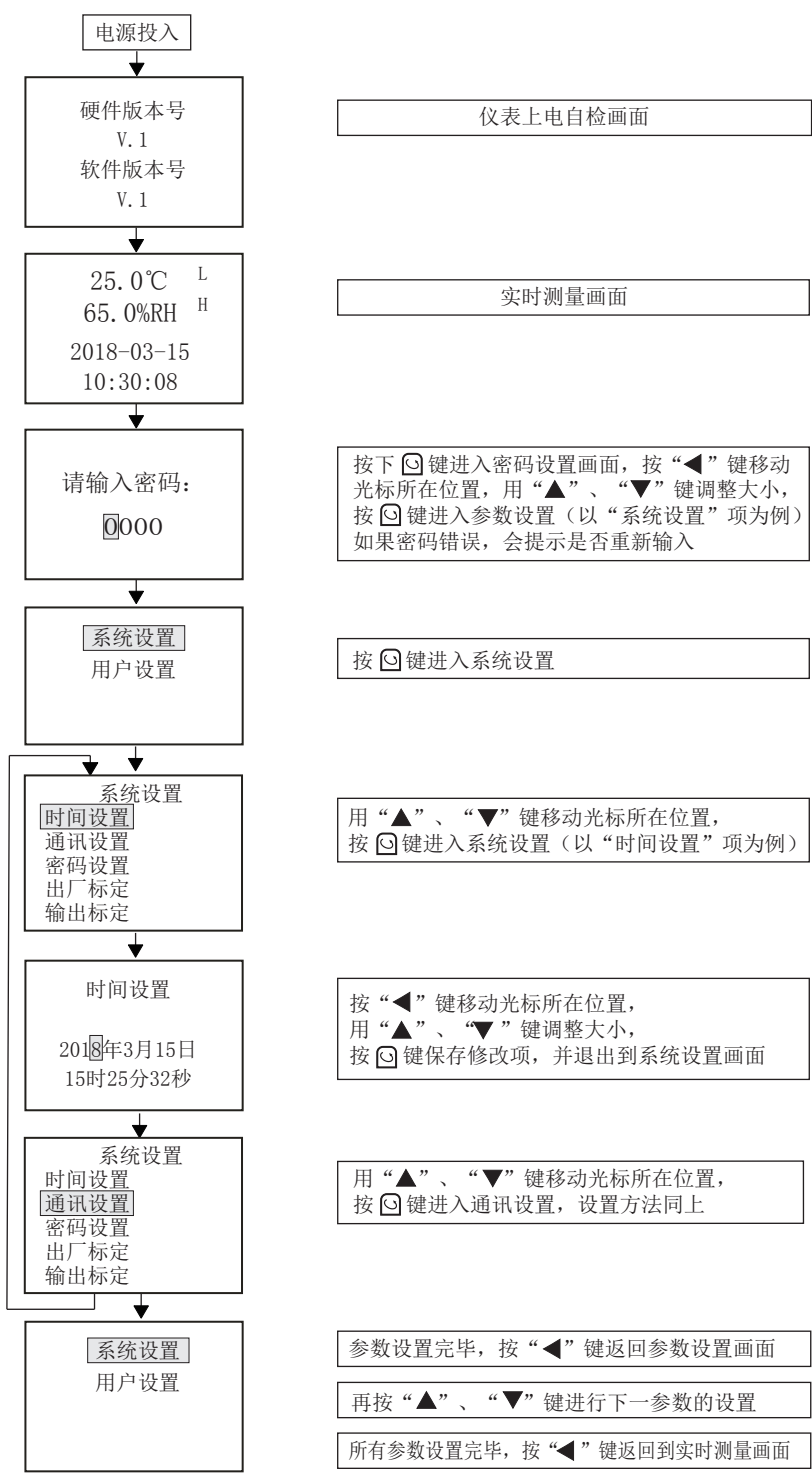 电源投入
硬件版本号
V.1
软件版本号
V.1
仪表上电自检画面
25.0℃ L
65.0%RH H
2018-03-15
10:30:08
实时测量画面
请输入密码:
0000
按下键进入密码设置画面，按“◀”键移动
光标所在位置，用“▲”、“▼”键调整大小，
按键进入参数设置（以“系统设置”项为例）
如果密码错误，会提示是否重新输入
系统设置
用户设置
按键进入系统设置
系统设置
时间设置
通讯设置
密码设置
出厂标定
输出标定
用“▲”、“▼”键移动光标所在位置，
按键进入系统设置（以“时间设置”项为例）
时间设置
2018年3月15日
15时25分32秒
按“◀”键移动光标所在位置，
用“▲”、“▼”键调整大小，
按键保存修改项，并退出到系统设置画面
系统设置
时间设置
通讯设置
密码设置
出厂标定
输出标定
用“▲”、“▼”键移动光标所在位置，
按键进入通讯设置，设置方法同上
系统设置
用户设置
参数设置完毕，按“◀”键返回参数设置画面
再按“▲”、“▼”键进行下一参数的设置
所有参数设置完毕，按“◀”键返回到实时测量画面